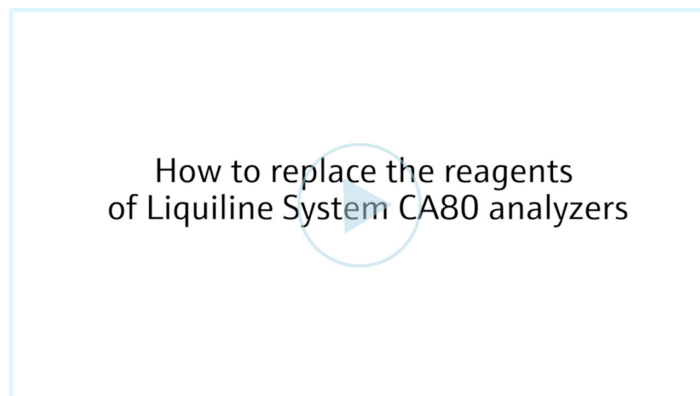 How to replace the reagents
of Liquiline System CA80 analyzers